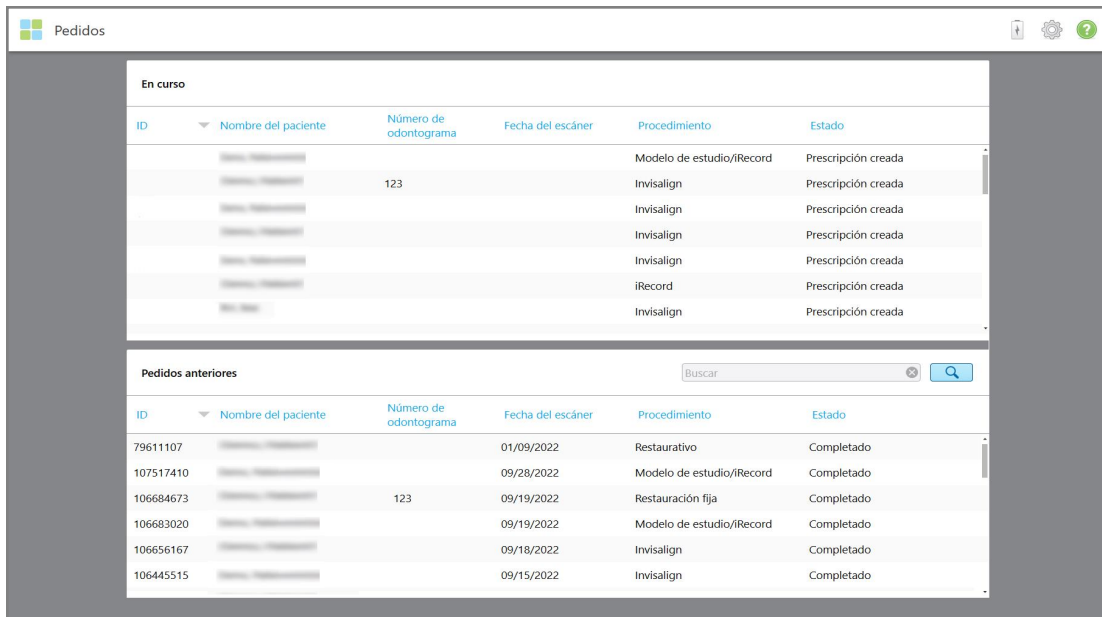 Pedidos
?
En curso
ID Nombre del paciente Número de odontograma Fecha del escáner Procedimiento Estado
Modelo de estudio/iRecord Prescripción creada
123 Invisalign Prescripción creada
Invisalign Prescripción creada
Invisalign Prescripción creada
Invisalign Prescripción creada
iRecord Prescripción creada
Invisalign Prescripción creada
Pedidos anteriores Buscar
ID Nombre del paciente Número de odontograma Fecha del escáner Procedimiento Estado
79611107 01/09/2022 Restaurativo Completado
107517410 09/28/2022 Modelo de estudio/iRecord Completado
106684673 123 09/19/2022 Restauración fija Completado
106683020 09/19/2022 Modelo de estudio/iRecord Completado
106656167 09/18/2022 Invisalign Completado
106445515 09/15/2022 Invisalign Completado